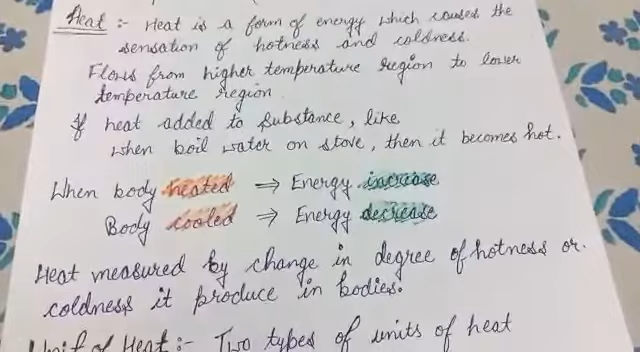 Heat :- Heat is a form of energy which causes the
sensation of hotness and coldness.
Flows from higher temperature region to lower
temperature region.
If heat added to substance, like
when boil water on stove, then it becomes hot.
When body heated ⇒ Energy increase
Body cooled ⇒ Energy decrease
Heat measured by change in degree of hotness or
coldness it produce in bodies.
Unit of Heat :- Two types of units of heat